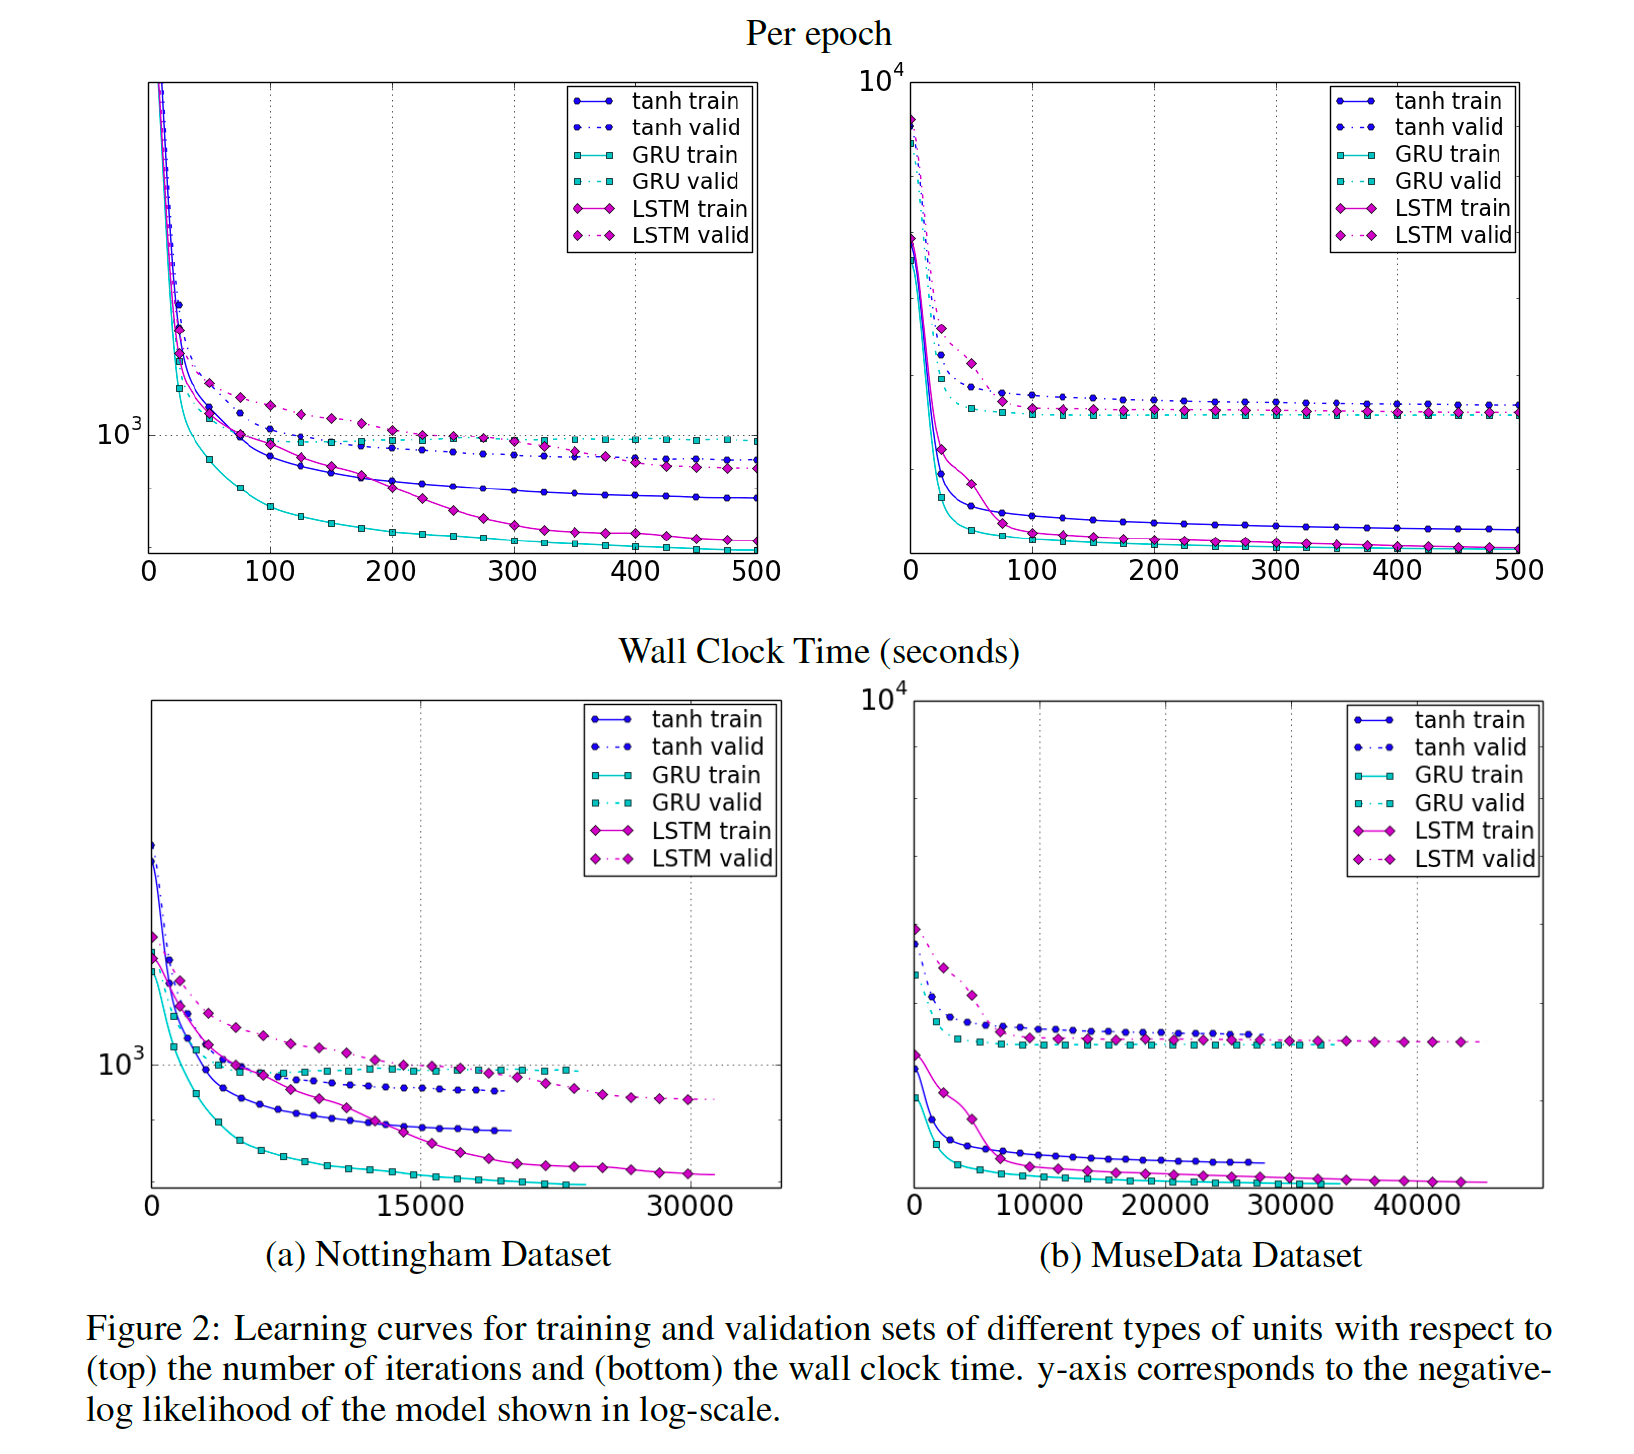 Per epoch
10^3
0 100 200 300 400 500
tanh train
tanh valid
GRU train
GRU valid
LSTM train
LSTM valid
10^4
0 100 200 300 400 500
tanh train
tanh valid
GRU train
GRU valid
LSTM train
LSTM valid
Wall Clock Time (seconds)
10^3
0 15000 30000
tanh train
tanh valid
GRU train
GRU valid
LSTM train
LSTM valid
10^4
0 10000 20000 30000 40000
tanh train
tanh valid
GRU train
GRU valid
LSTM train
LSTM valid
(a) Nottingham Dataset
(b) MuseData Dataset
Figure 2: Learning curves for training and validation sets of different types of units with respect to
(top) the number of iterations and (bottom) the wall clock time. y-axis corresponds to the negative-
log likelihood of the model shown in log-scale.